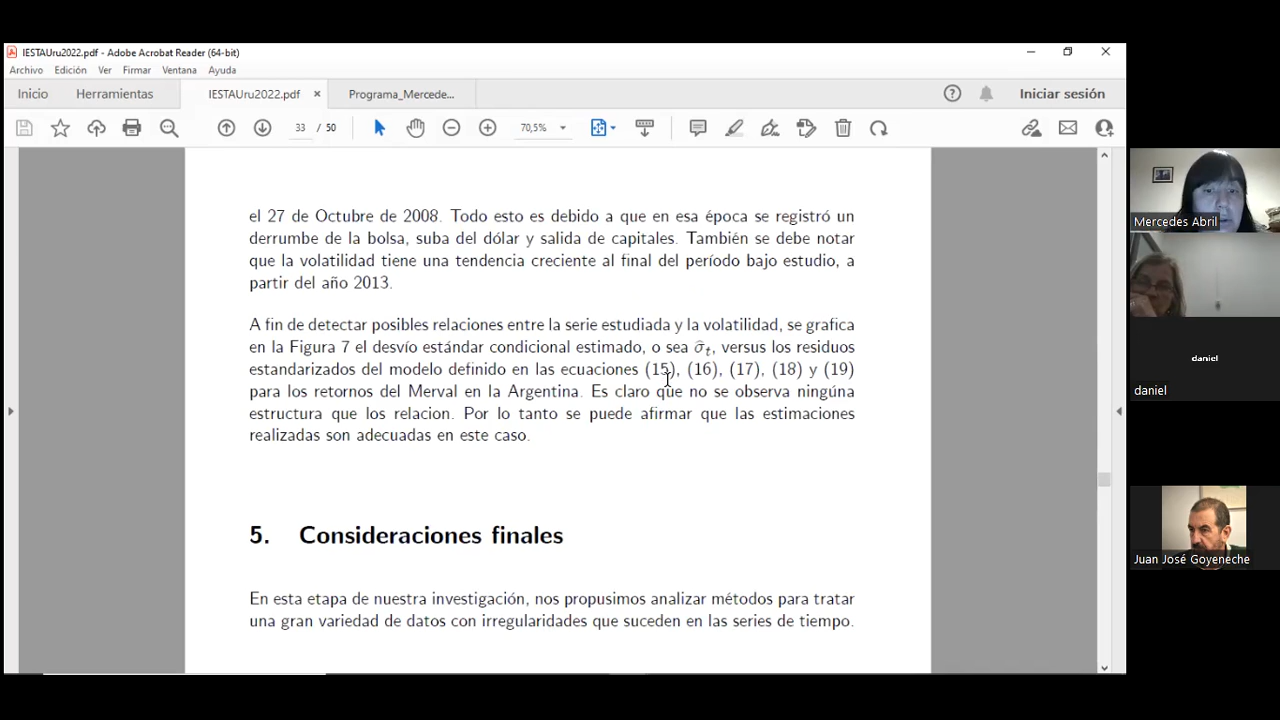 IESTAUru2022.pdf - Adobe Acrobat Reader (64-bit)
Archivo Edición Ver Firmar Ventana Ayuda
Inicio Herramientas IESTAUru2022.pdf × Programa_Mercede... Iniciar sesión
33 / 50 70,5%
el 27 de Octubre de 2008. Todo esto es debido a que en esa época se registró un
derrumbe de la bolsa, suba del dólar y salida de capitales. También se debe notar
que la volatilidad tiene una tendencia creciente al final del período bajo estudio, a
partir del año 2013.
A fin de detectar posibles relaciones entre la serie estudiada y la volatilidad, se grafica
en la Figura 7 el desvío estándar condicional estimado, o sea σ̂ₜ, versus los residuos
estandarizados del modelo definido en las ecuaciones (15), (16), (17), (18) y (19)
para los retornos del Merval en la Argentina. Es claro que no se observa ningúna
estructura que los relacion. Por lo tanto se puede afirmar que las estimaciones
realizadas son adecuadas en este caso.
5. Consideraciones finales
En esta etapa de nuestra investigación, nos propusimos analizar métodos para tratar
una gran variedad de datos con irregularidades que suceden en las series de tiempo.
Mercedes Abril
daniel
daniel
Juan José Goyeneche